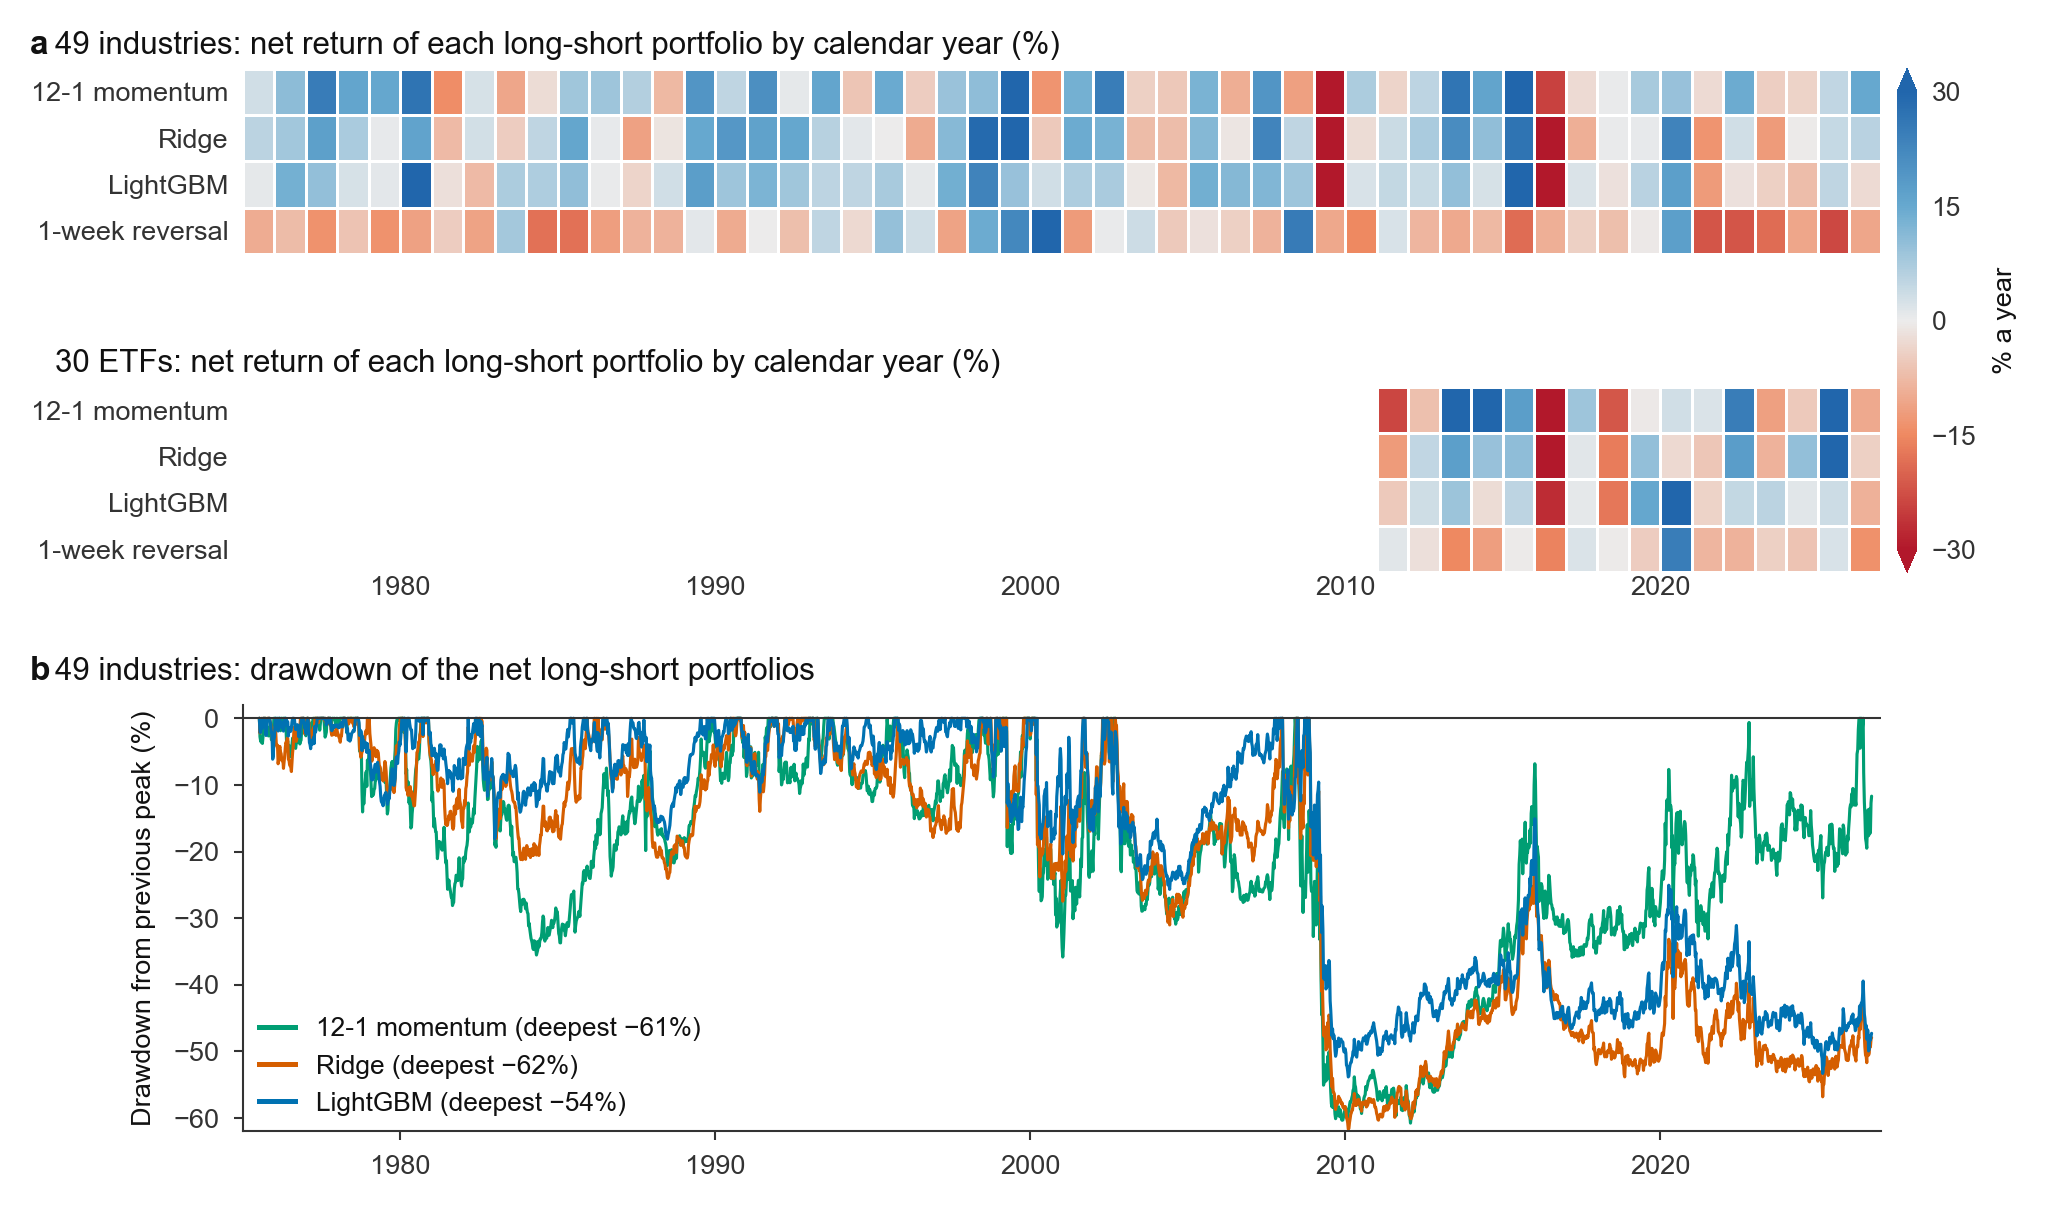 a 49 industries: net return of each long-short portfolio by calendar year (%)
12-1 momentum
Ridge
LightGBM
1-week reversal
30 ETFs: net return of each long-short portfolio by calendar year (%)
12-1 momentum
Ridge
LightGBM
1-week reversal
1980 1990 2000 2010 2020
30
15
0
−15
−30
% a year
b 49 industries: drawdown of the net long-short portfolios
Drawdown from previous peak (%)
0
−10
−20
−30
−40
−50
−60
12-1 momentum (deepest −61%)
Ridge (deepest −62%)
LightGBM (deepest −54%)
1980 1990 2000 2010 2020